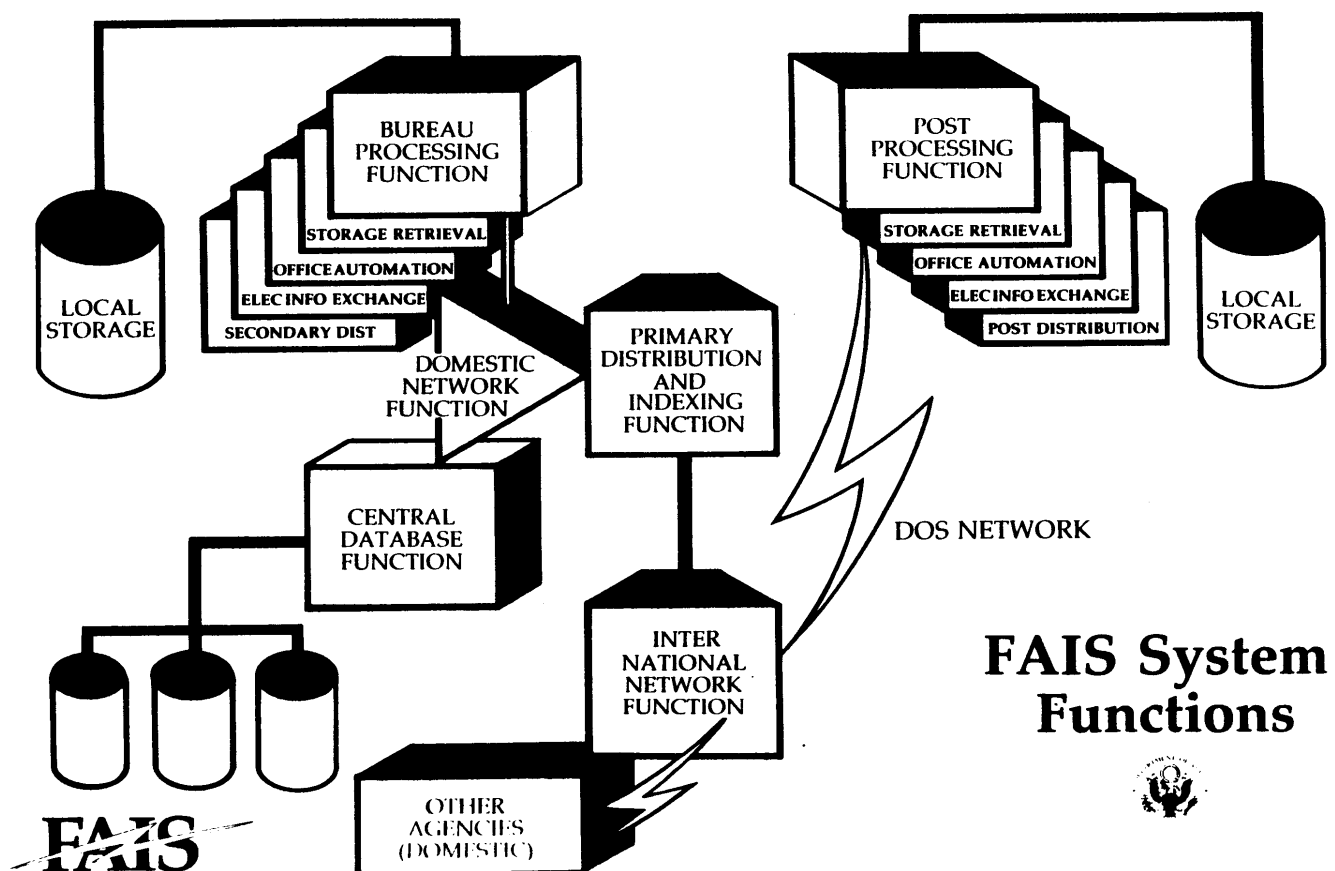 BUREAU
PROCESSING
FUNCTION
STORAGE RETRIEVAL
OFFICE AUTOMATION
ELEC INFO EXCHANGE
SECONDARY DIST
LOCAL
STORAGE
POST
PROCESSING
FUNCTION
STORAGE RETRIEVAL
OFFICE AUTOMATION
ELEC INFO EXCHANGE
POST DISTRIBUTION
LOCAL
STORAGE
DOMESTIC
NETWORK
FUNCTION
PRIMARY
DISTRIBUTION
AND
INDEXING
FUNCTION
CENTRAL
DATABASE
FUNCTION
DOS NETWORK
INTER
NATIONAL
NETWORK
FUNCTION
OTHER
AGENCIES
(DOMESTIC)
FAIS System
Functions
FAIS